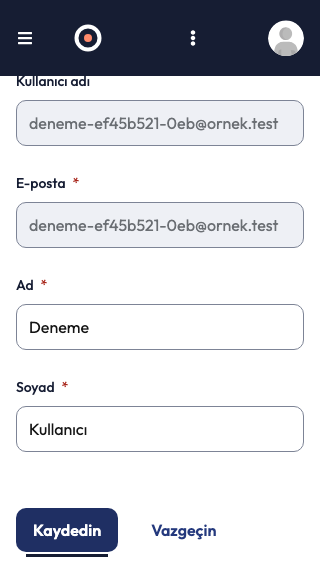 Kullanıcı adı
deneme-ef45b521-0eb@ornek.test
E-posta *
deneme-ef45b521-0eb@ornek.test
Ad *
Deneme
Soyad *
Kullanıcı
Kaydedin Vazgeçin